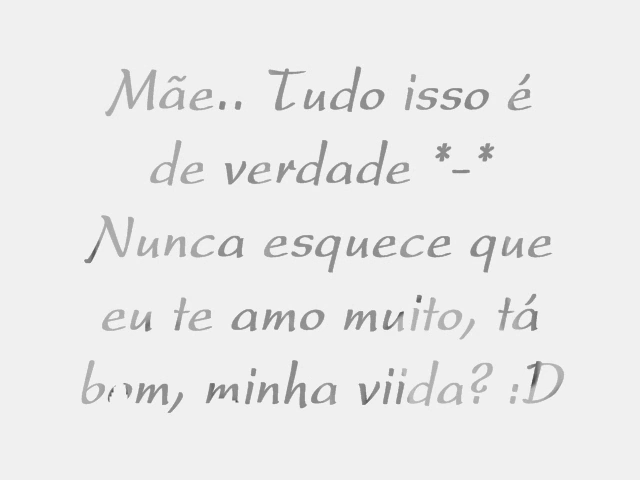 Mãe.. Tudo isso é
de verdade *-*
Nunca esquece que
eu te amo muito, tá
bom, minha viida? :D